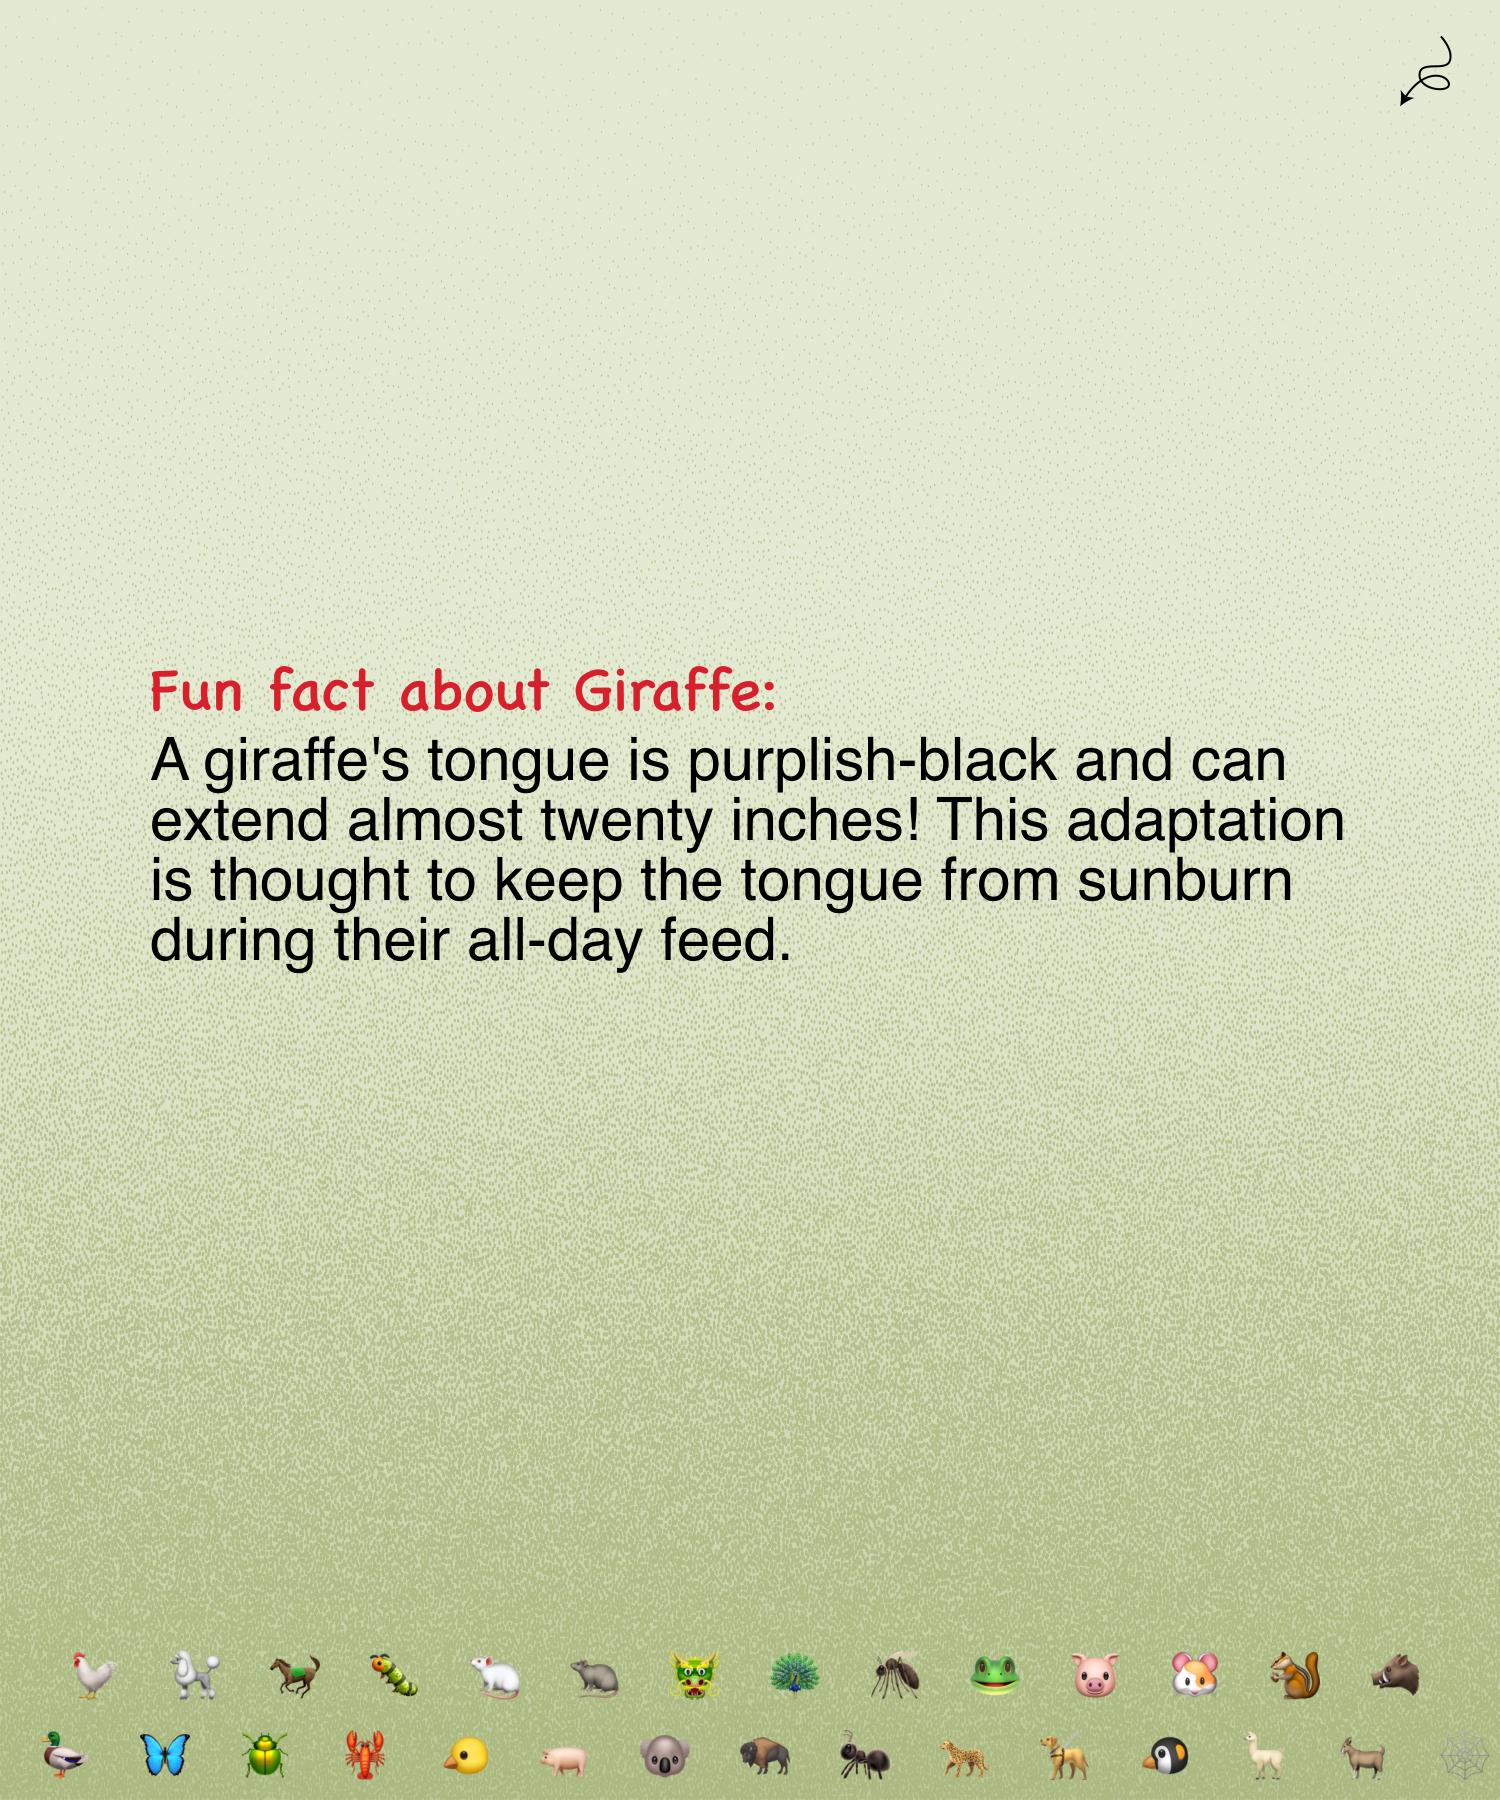 Fun fact about Giraffe:
A giraffe's tongue is purplish-black and can
extend almost twenty inches! This adaptation
is thought to keep the tongue from sunburn
during their all-day feed.